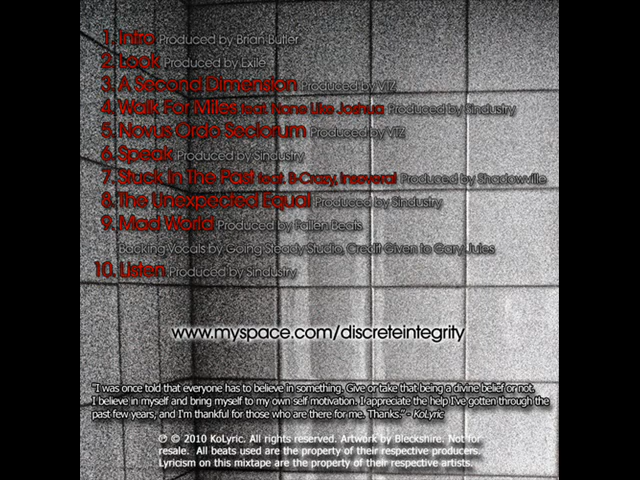 1. Intro Produced by Brian Butler
2. Look Produced by Exile
3. A Second Dimension Produced by VTZ
4. Walk For Miles feat. None Like Joshua Produced by Sindustry
5. Novus Ordo Seclorum Produced by VTZ
6. Speak Produced by Sindustry
7. Stuck In The Past feat. B-Crazy, Inseveral Produced by Shadowville
8. The Unexpected Equal Produced by Sindustry
9. Mad World Produced by Fallen Beats
Backing Vocals by Going Steady Studio, Credit Given to Gary Jules
10. Listen Produced by Sindustry
www.myspace.com/discreteintegrity
"I was once told that everyone has to believe in something. Give or take that being a divine belief or not.
I believe in myself and bring myself to my own self motivation. I appreciate the help I've gotten through the
past few years, and I'm thankful for those who are there for me. Thanks." - KoLyric
℗ © 2010 KoLyric. All rights reserved. Artwork by Bleckshire. Not for
resale. All beats used are the property of their respective producers.
Lyricism on this mixtape are the property of their respective artists.